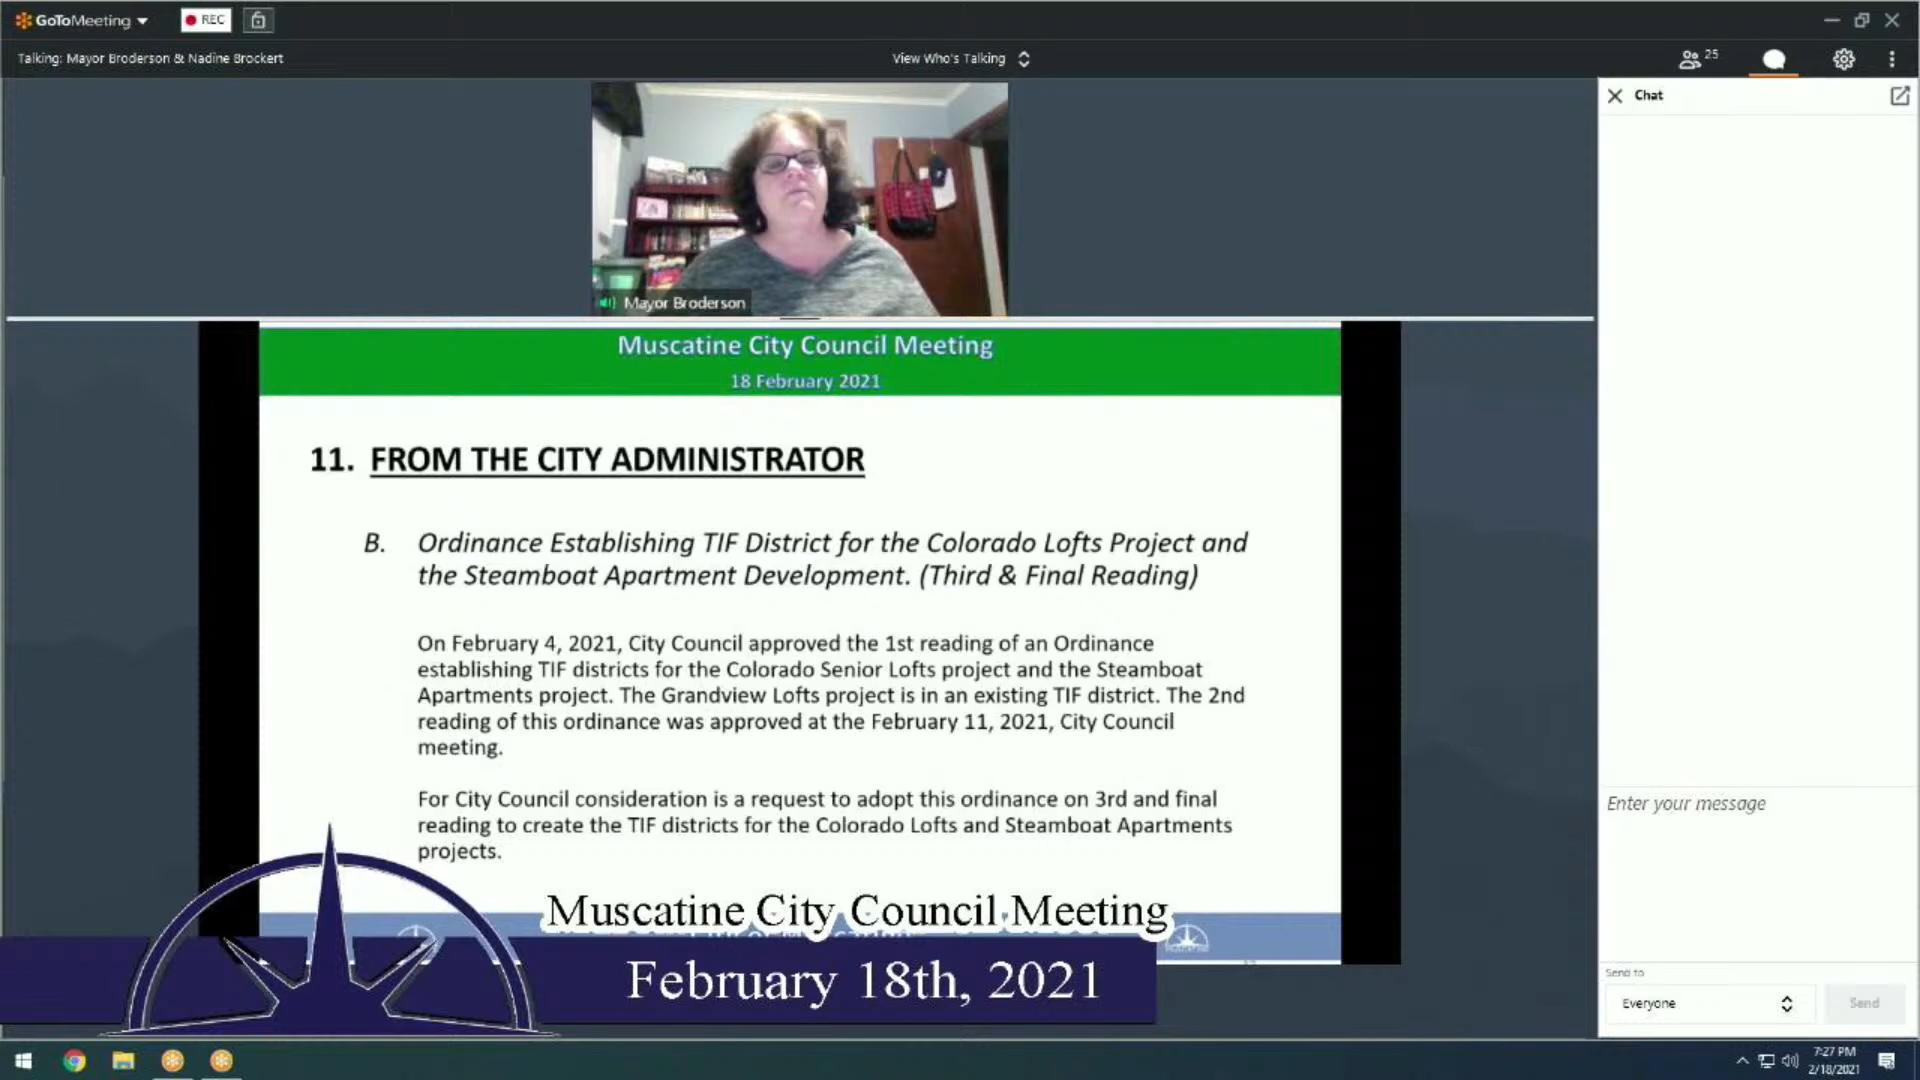 GoToMeeting
REC
Talking: Mayor Broderson & Nadine Brockert
View Who's Talking
25
Chat
Mayor Broderson
Muscatine City Council Meeting
18 February 2021
11. FROM THE CITY ADMINISTRATOR
B. Ordinance Establishing TIF District for the Colorado Lofts Project and
the Steamboat Apartment Development. (Third & Final Reading)
On February 4, 2021, City Council approved the 1st reading of an Ordinance
establishing TIF districts for the Colorado Senior Lofts project and the Steamboat
Apartments project. The Grandview Lofts project is in an existing TIF district. The 2nd
reading of this ordinance was approved at the February 11, 2021, City Council
meeting.
For City Council consideration is a request to adopt this ordinance on 3rd and final
reading to create the TIF districts for the Colorado Lofts and Steamboat Apartments
projects.
Muscatine City Council Meeting
February 18th, 2021
Enter your message
Send to
Everyone
Send
7:27 PM
2/18/2021